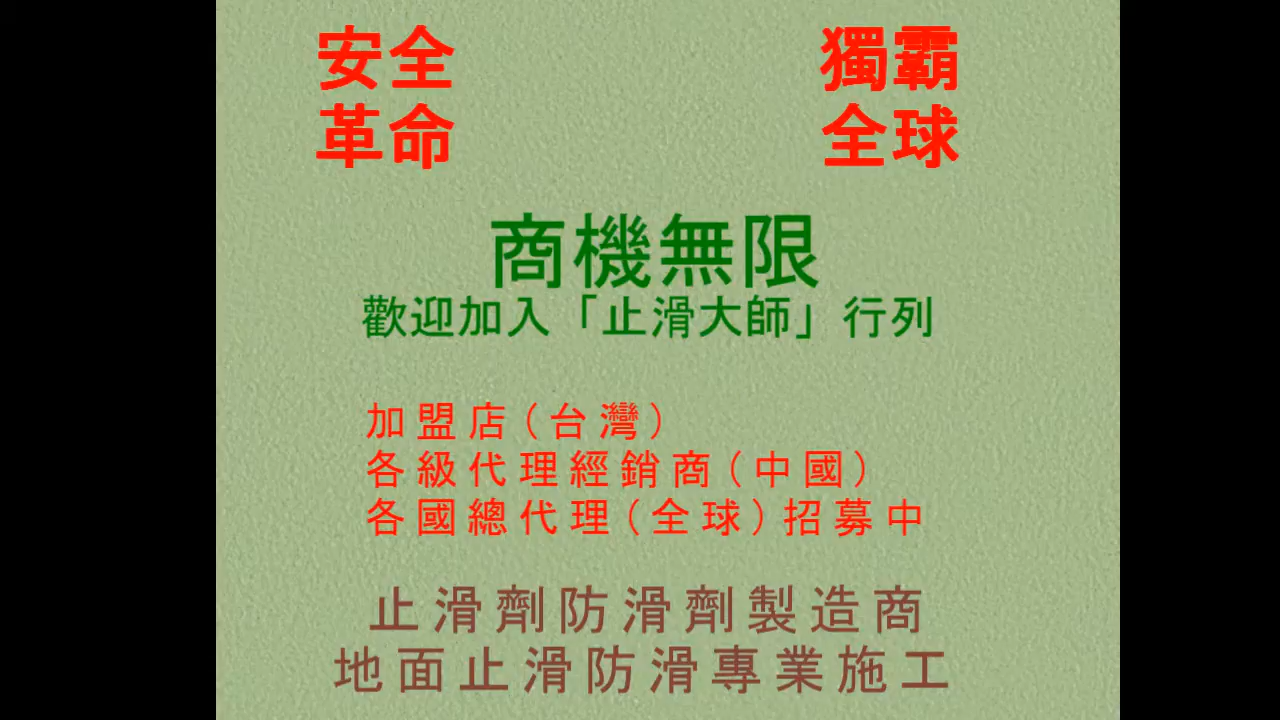 安全
革命
獨霸
全球
商機無限
歡迎加入「止滑大師」行列
加盟店(台灣)
各級代理經銷商(中國)
各國總代理(全球)招募中
止滑劑防滑劑製造商
地面止滑防滑專業施工